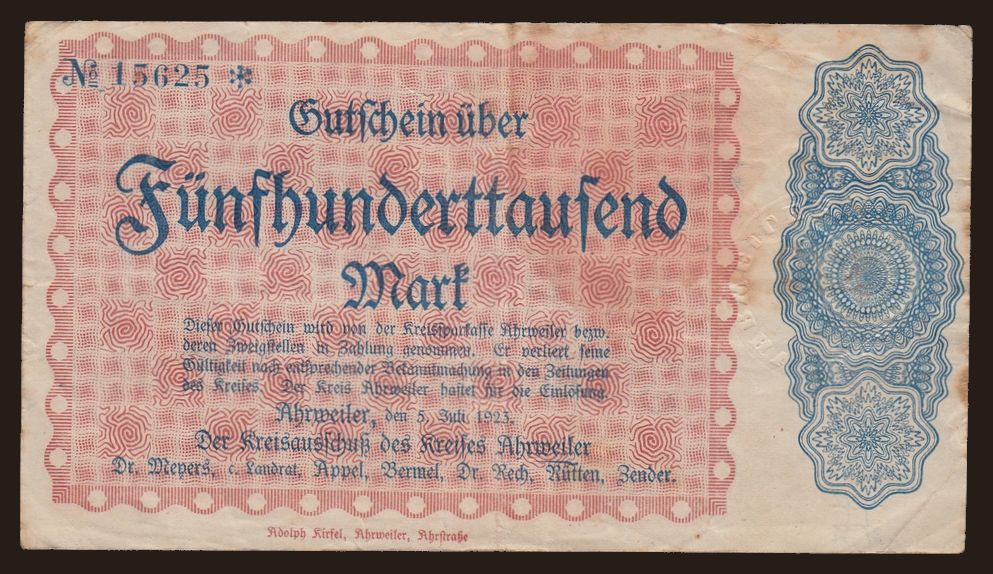 № 15625 *
Gutschein über
Fünfhunderttausend
Mark
Dieser Gutschein wird von der Kreissparkasse Ahrweiler bezw.
deren Zweigstellen in Zahlung genommen. Er verliert seine
Gültigkeit nach entsprechender Bekanntmachung in den Zeitungen
des Kreises. Der Kreis Ahrweiler haftet für die Einlösung.
Ahrweiler, den 5. Juli 1923.
Der Kreisausschuß des Kreises Ahrweiler
Dr. Meyers, c. Landrat. Appel, Bermel, Dr. Rech, Rütten, Zender.
Adolph Kirfel, Ahrweiler, Ahrstraße